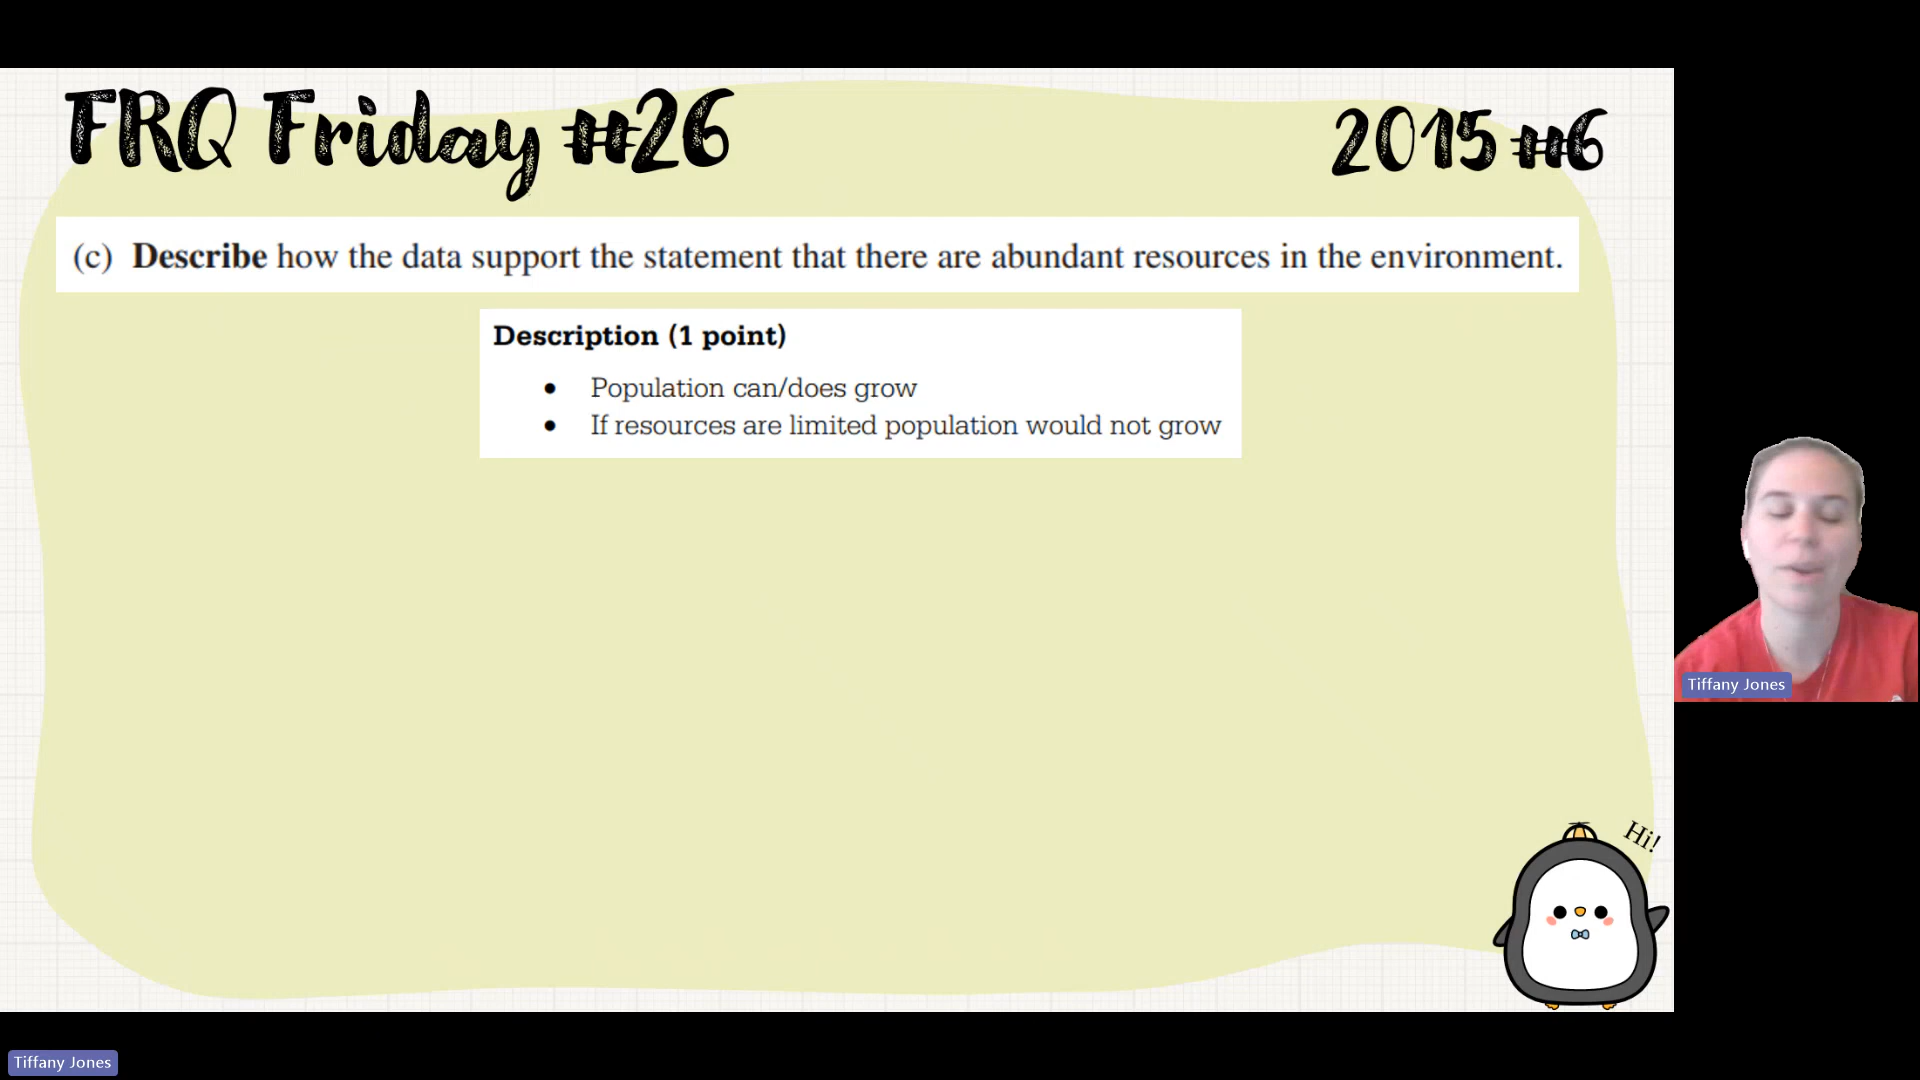 FRQ Friday #26
2015 #6
(c) Describe how the data support the statement that there are abundant resources in the environment.
Description (1 point)
• Population can/does grow
• If resources are limited population would not grow
Hi!
Tiffany Jones
Tiffany Jones